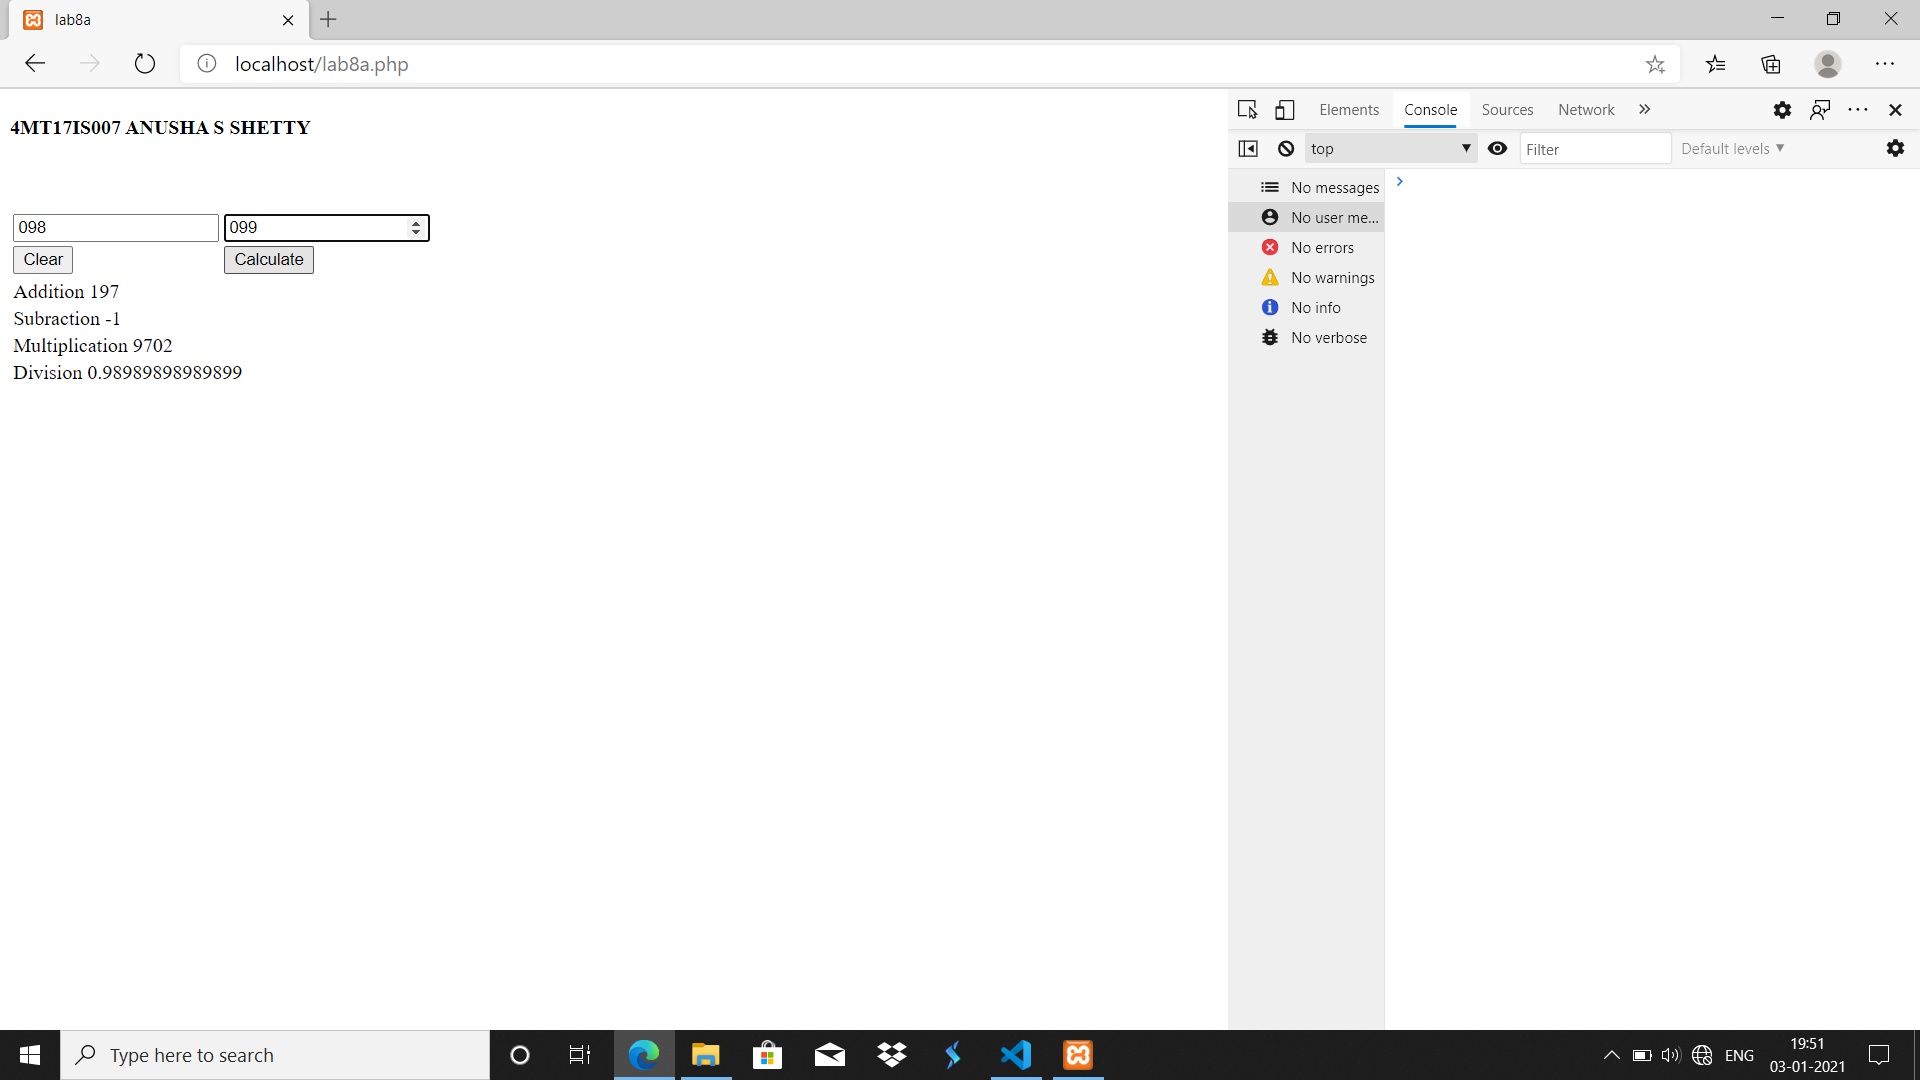 lab8a
localhost/lab8a.php
4MT17IS007 ANUSHA S SHETTY
098 099
Clear Calculate
Addition 197
Subraction -1
Multiplication 9702
Division 0.98989898989899
Elements Console Sources Network
top Filter Default levels
No messages
No user me...
No errors
No warnings
No info
No verbose
Type here to search
ENG
19:51
03-01-2021